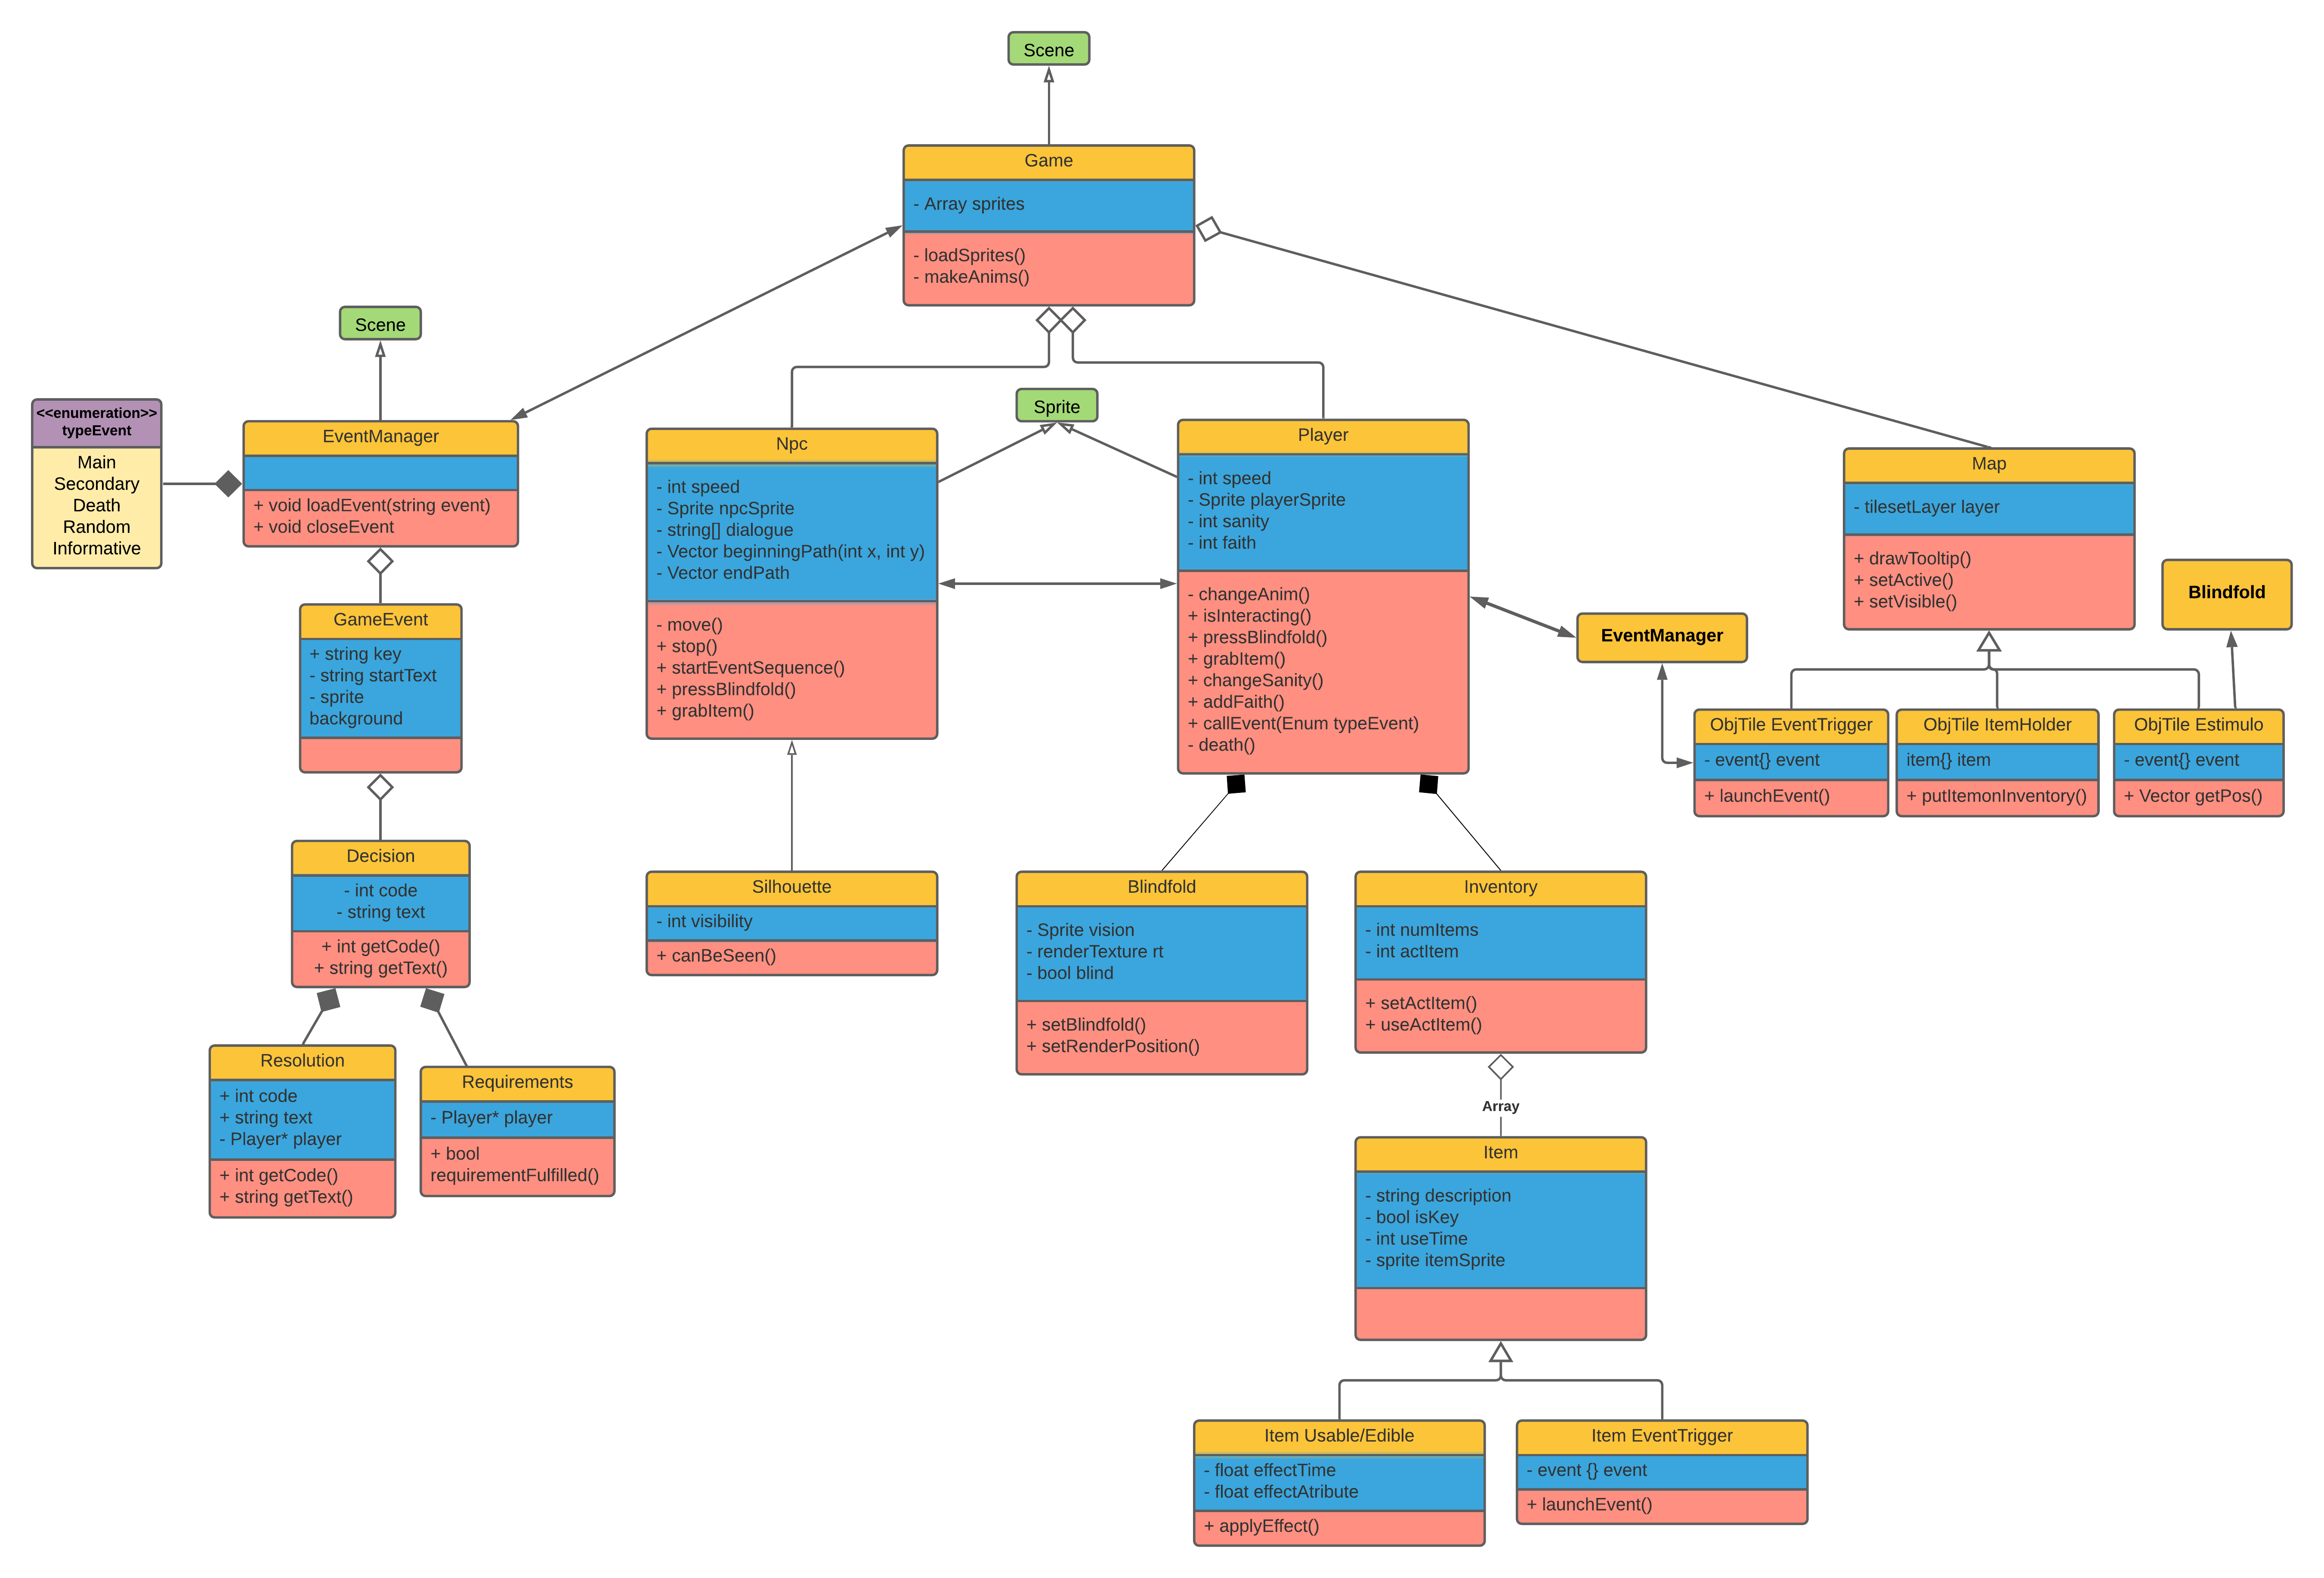 Scene
Game
- Array sprites
- loadSprites()
- makeAnims()
Scene
<<enumeration>>
typeEvent
Main
Secondary
Death
Random
Informative
EventManager
+ void loadEvent(string event)
+ void closeEvent
GameEvent
+ string key
- string startText
- sprite
background
Decision
- int code
- string text
+ int getCode()
+ string getText()
Resolution
+ int code
+ string text
- Player* player
+ int getCode()
+ string getText()
Requirements
- Player* player
+ bool
requirementFulfilled()
Sprite
Npc
- int speed
- Sprite npcSprite
- string[] dialogue
- Vector beginningPath(int x, int y)
- Vector endPath
- move()
+ stop()
+ startEventSequence()
+ pressBlindfold()
+ grabItem()
Silhouette
- int visibility
+ canBeSeen()
Player
- int speed
- Sprite playerSprite
- int sanity
- int faith
- changeAnim()
+ isInteracting()
+ pressBlindfold()
+ grabItem()
+ changeSanity()
+ addFaith()
+ callEvent(Enum typeEvent)
- death()
Blindfold
- Sprite vision
- renderTexture rt
- bool blind
+ setBlindfold()
+ setRenderPosition()
Inventory
- int numItems
- int actItem
+ setActItem()
+ useActItem()
Array
Item
- string description
- bool isKey
- int useTime
- sprite itemSprite
Item Usable/Edible
- float effectTime
- float effectAtribute
+ applyEffect()
Item EventTrigger
- event {} event
+ launchEvent()
EventManager
Map
- tilesetLayer layer
+ drawTooltip()
+ setActive()
+ setVisible()
Blindfold
ObjTile EventTrigger
- event{} event
+ launchEvent()
ObjTile ItemHolder
item{} item
+ putItemonInventory()
ObjTile Estimulo
- event{} event
+ Vector getPos()